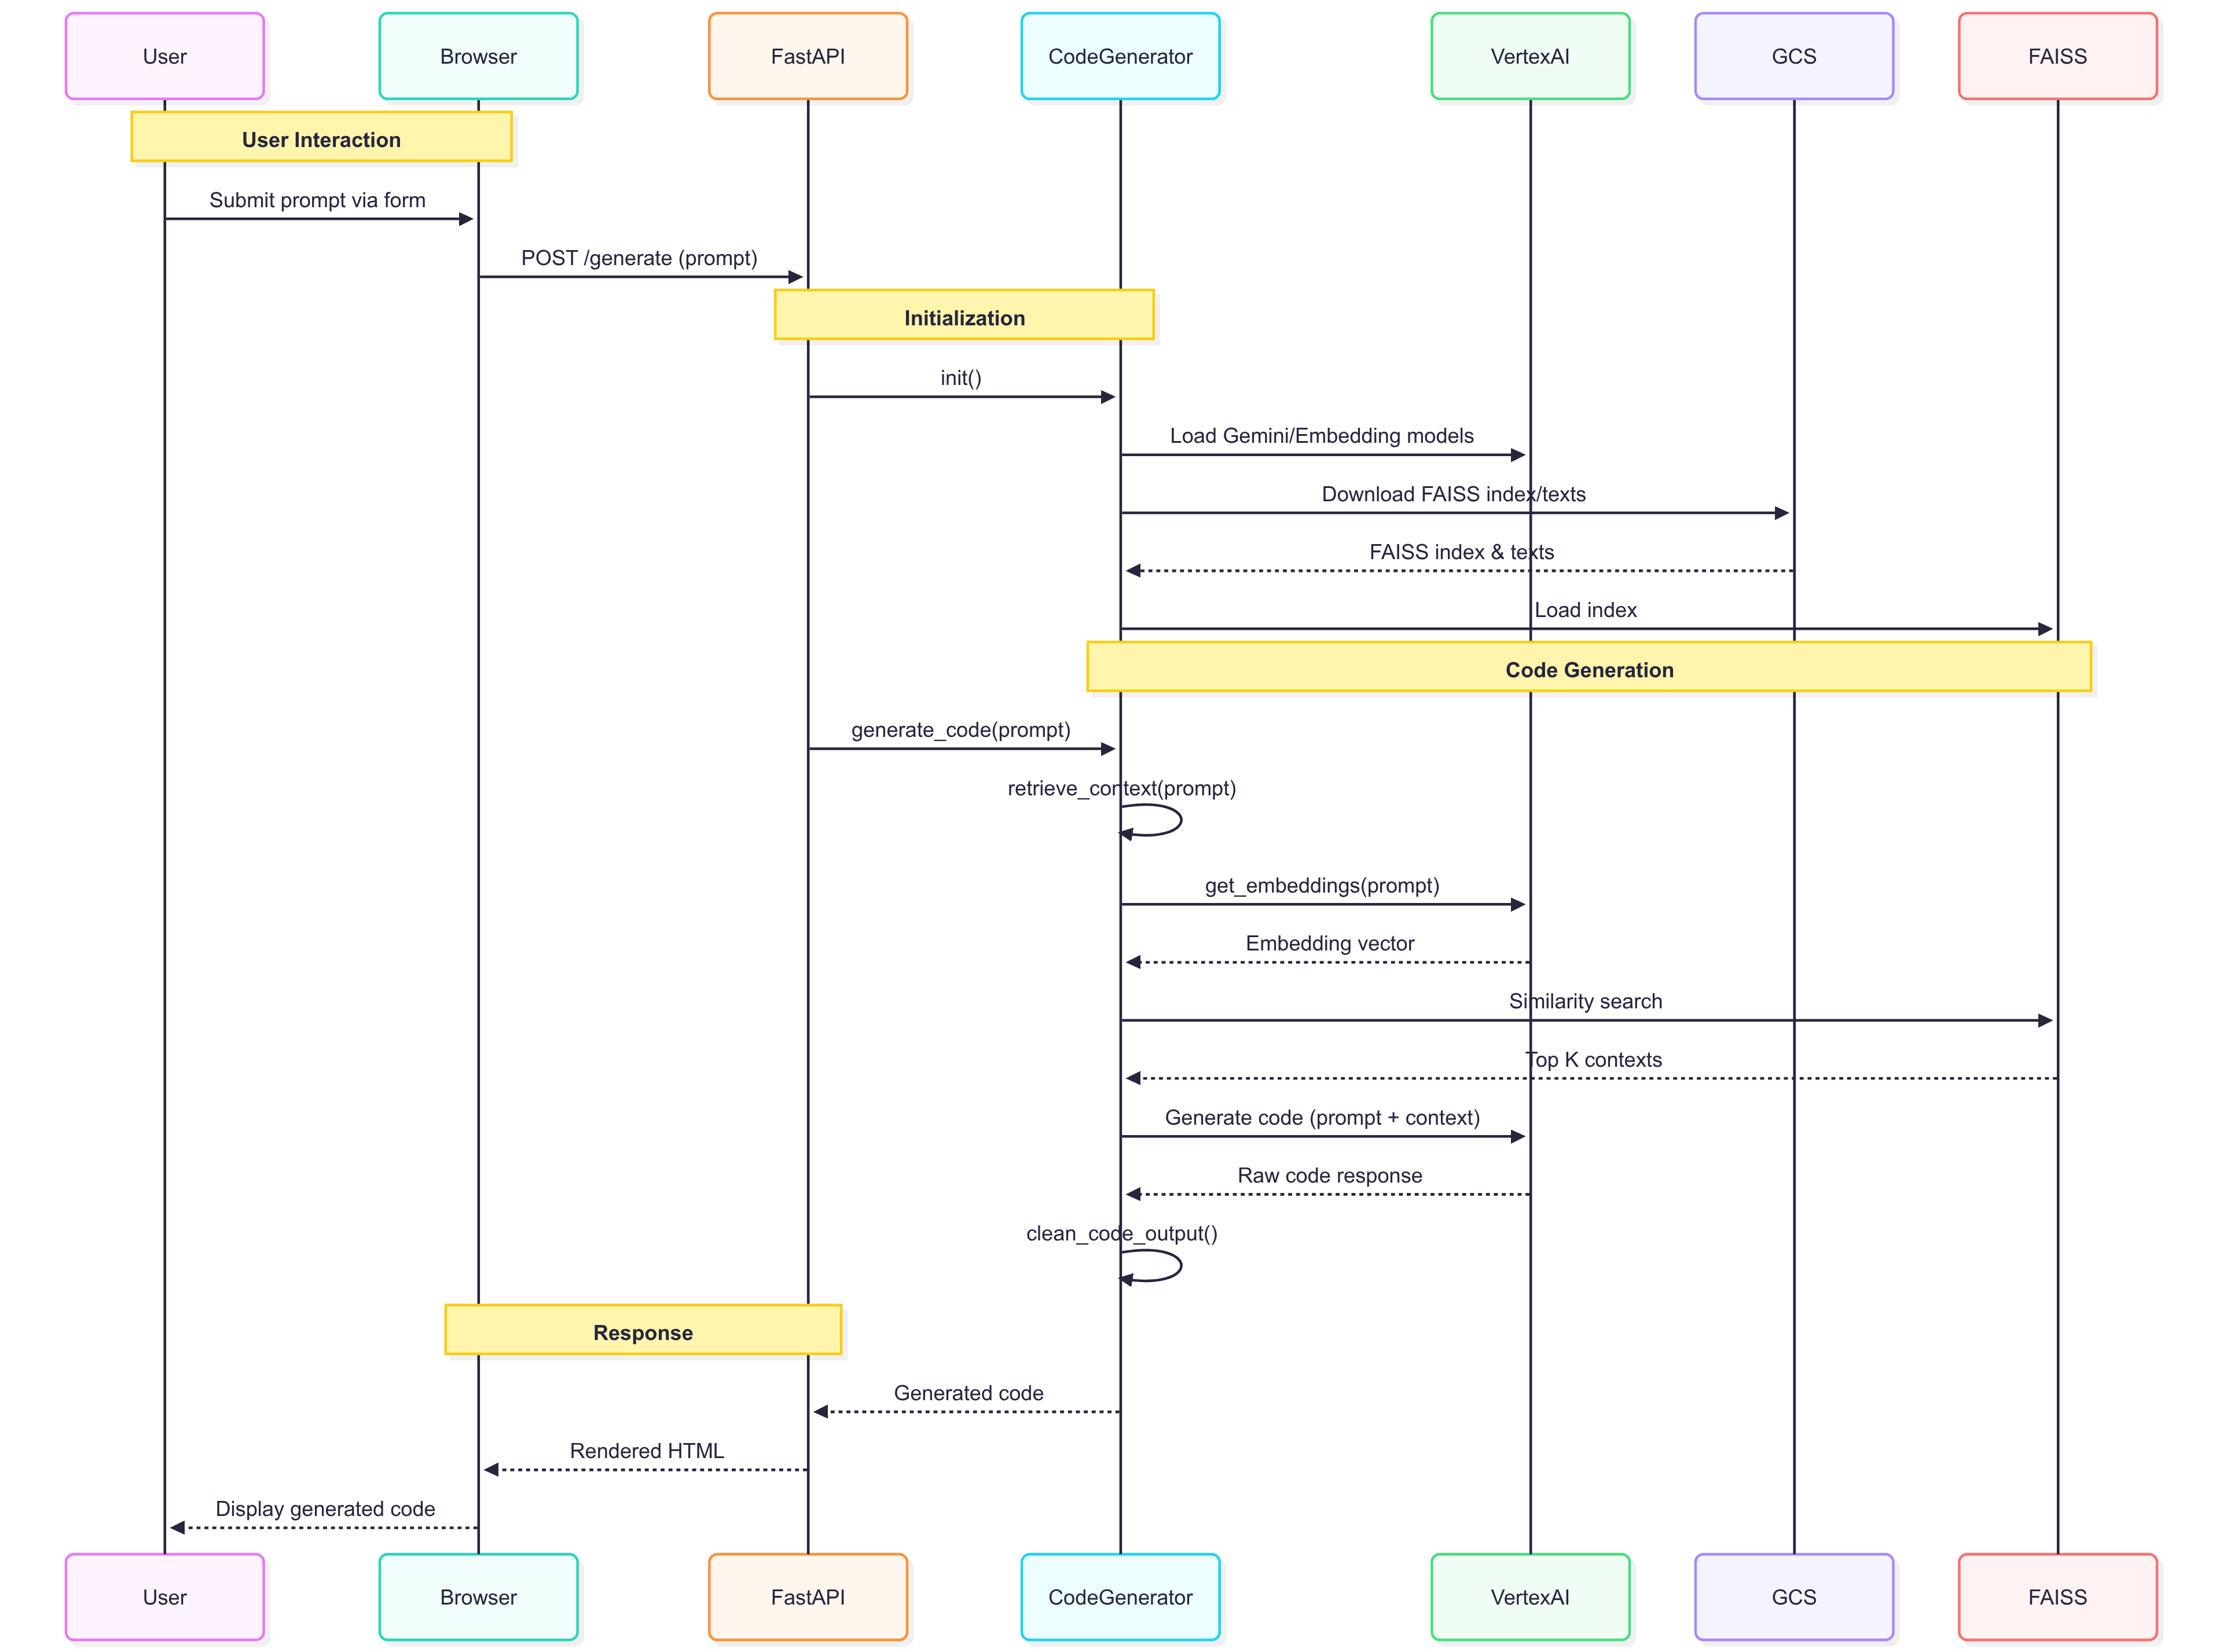 User
Browser
FastAPI
CodeGenerator
VertexAI
GCS
FAISS
User Interaction
Submit prompt via form
POST /generate (prompt)
Initialization
init()
Load Gemini/Embedding models
Download FAISS index/texts
FAISS index & texts
Load index
Code Generation
generate_code(prompt)
retrieve_context(prompt)
get_embeddings(prompt)
Embedding vector
Similarity search
Top K contexts
Generate code (prompt + context)
Raw code response
clean_code_output()
Response
Generated code
Rendered HTML
Display generated code
User
Browser
FastAPI
CodeGenerator
VertexAI
GCS
FAISS